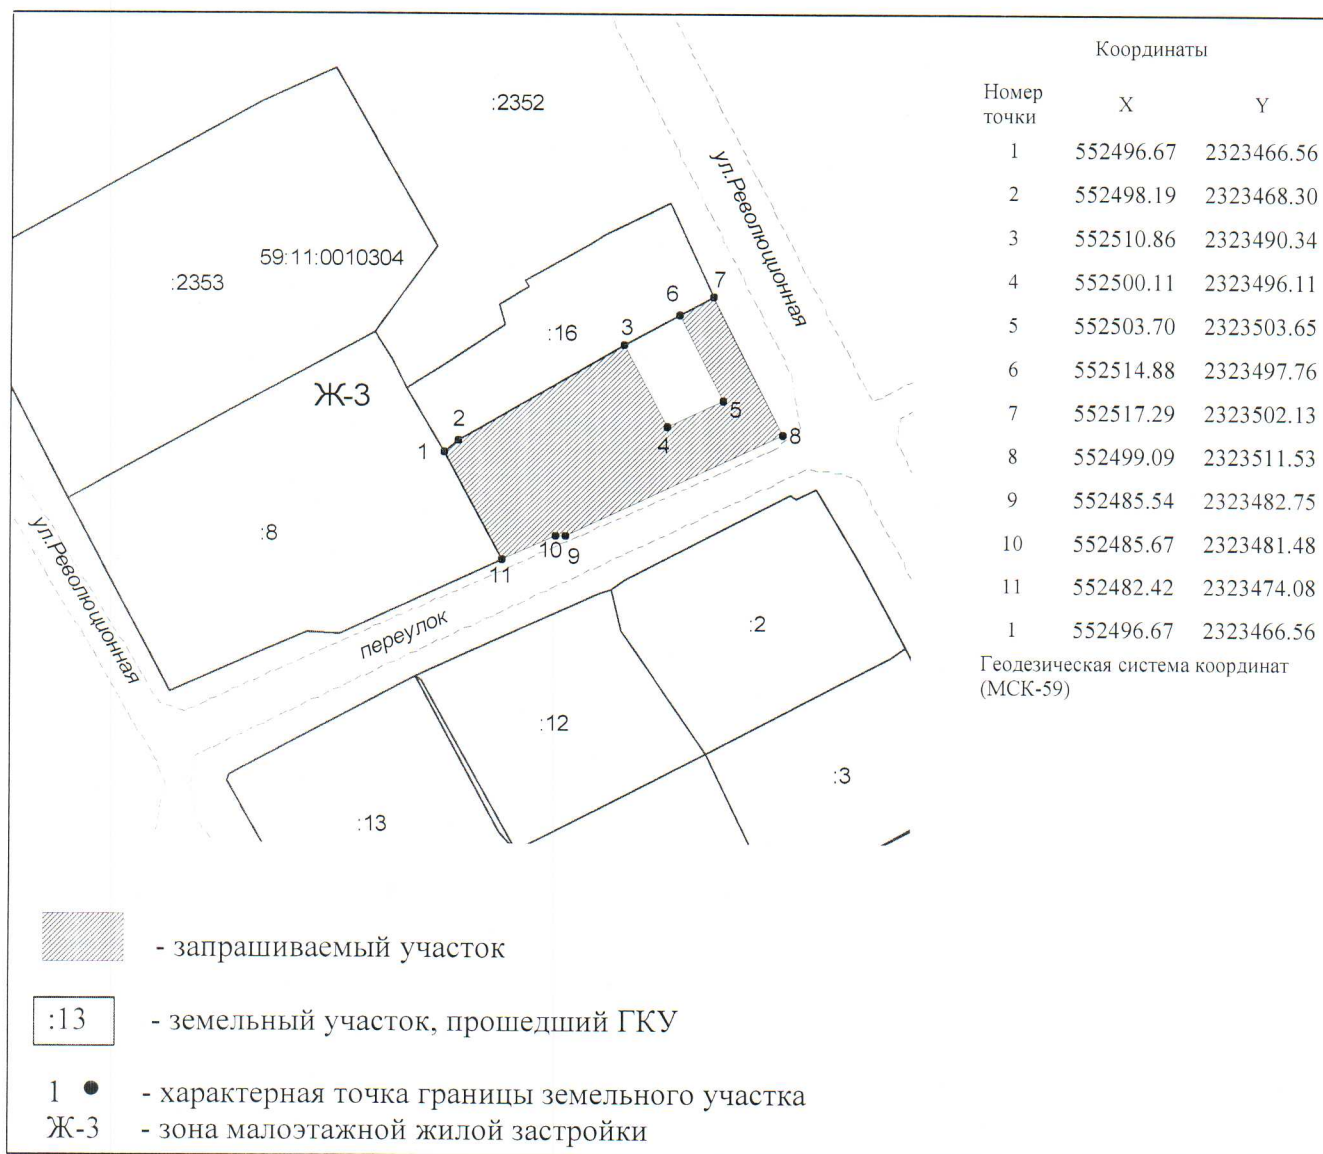 :2352
ул.Революционная
59:11:0010304
:2353
:16
Ж-3
1
2
3
4
5
6
7
8
9
10
11
:8
ул.Революционная
переулок
:2
:12
:3
:13
Координаты
Номер точки X Y
1 552496.67 2323466.56
2 552498.19 2323468.30
3 552510.86 2323490.34
4 552500.11 2323496.11
5 552503.70 2323503.65
6 552514.88 2323497.76
7 552517.29 2323502.13
8 552499.09 2323511.53
9 552485.54 2323482.75
10 552485.67 2323481.48
11 552482.42 2323474.08
1 552496.67 2323466.56
Геодезическая система координат
(МСК-59)
- запрашиваемый участок
:13 - земельный участок, прошедший ГКУ
1 ● - характерная точка границы земельного участка
Ж-3 - зона малоэтажной жилой застройки